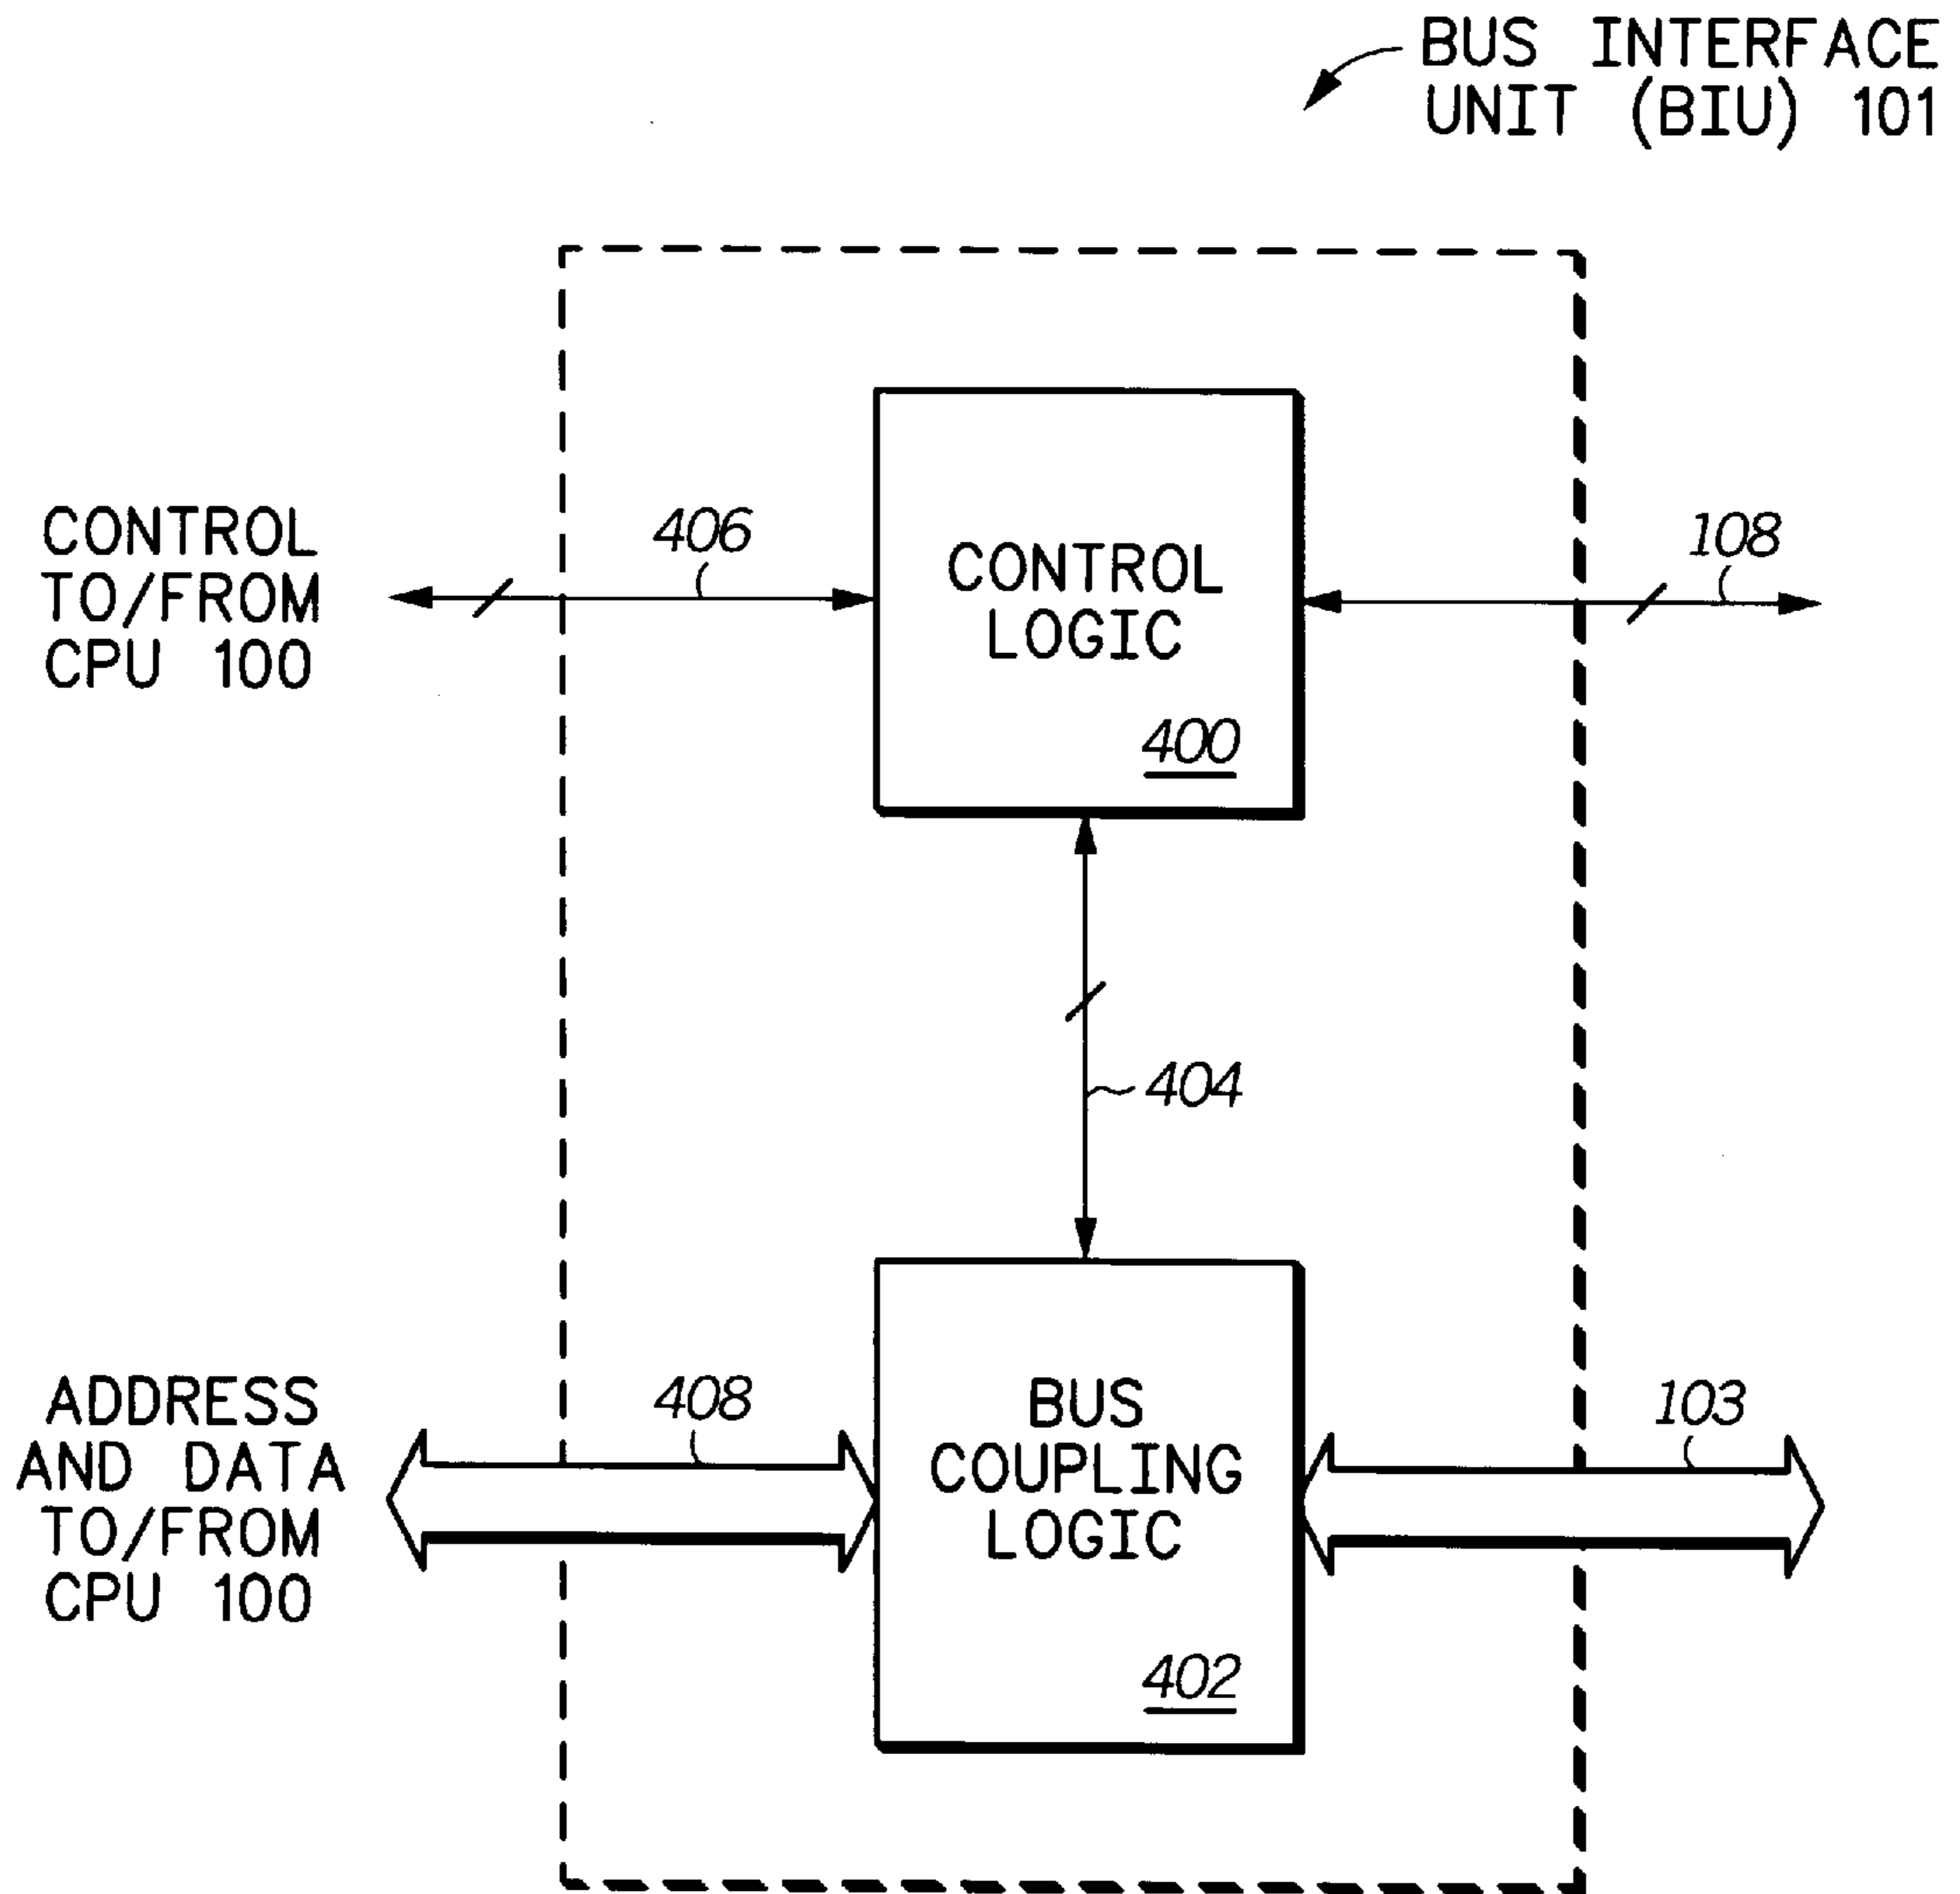 BUS INTERFACE
UNIT (BIU) 101
CONTROL
TO/FROM
CPU 100
406
CONTROL
LOGIC
400
108
404
ADDRESS
AND DATA
TO/FROM
CPU 100
408
BUS
COUPLING
LOGIC
402
103